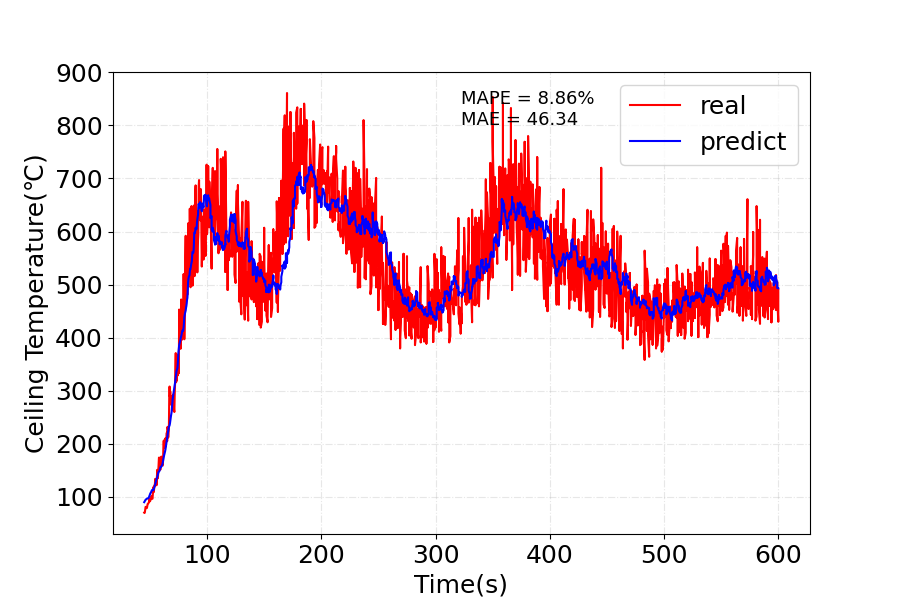 MAPE = 8.86%
MAE = 46.34
real
predict
900
800
700
600
500
400
300
200
100
Ceiling Temperature(℃)
100 200 300 400 500 600
Time(s)